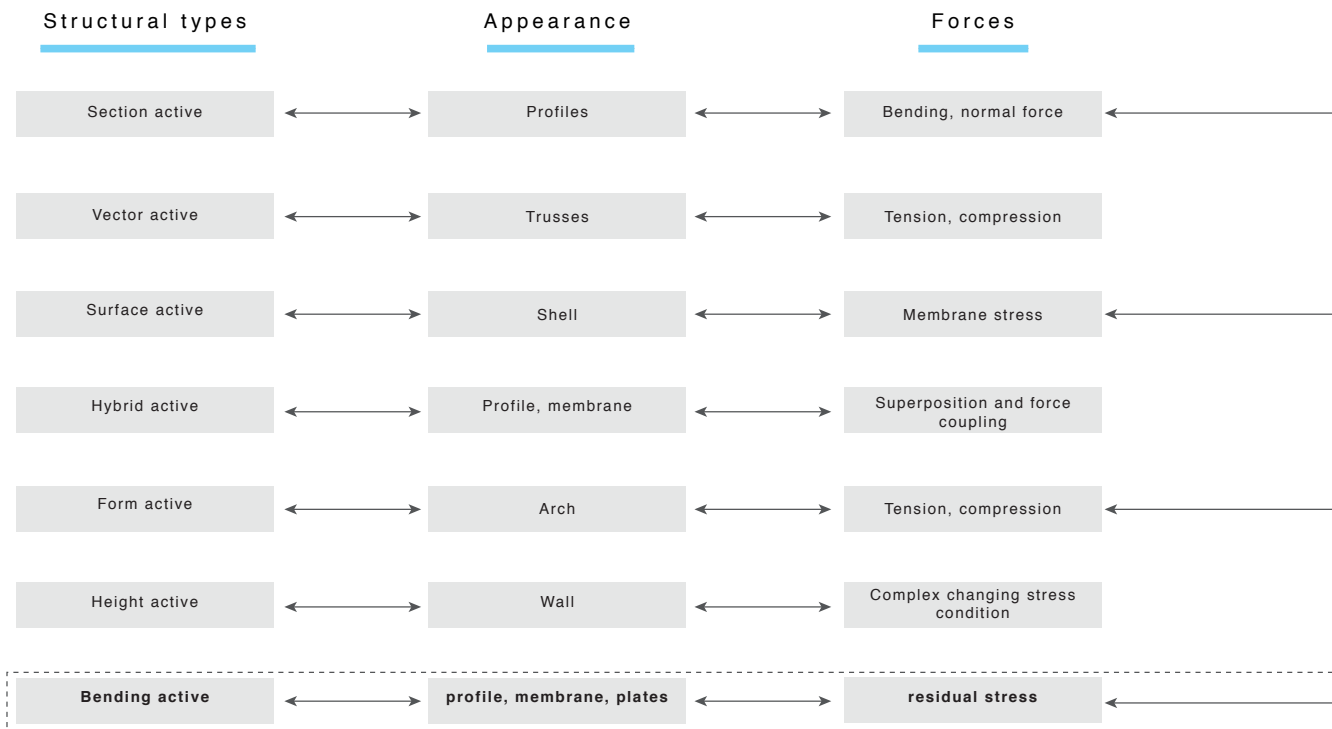 Structural types
Appearance
Forces
Section active
Profiles
Bending, normal force
Vector active
Trusses
Tension, compression
Surface active
Shell
Membrane stress
Hybrid active
Profile, membrane
Superposition and force
coupling
Form active
Arch
Tension, compression
Height active
Wall
Complex changing stress
condition
Bending active
profile, membrane, plates
residual stress